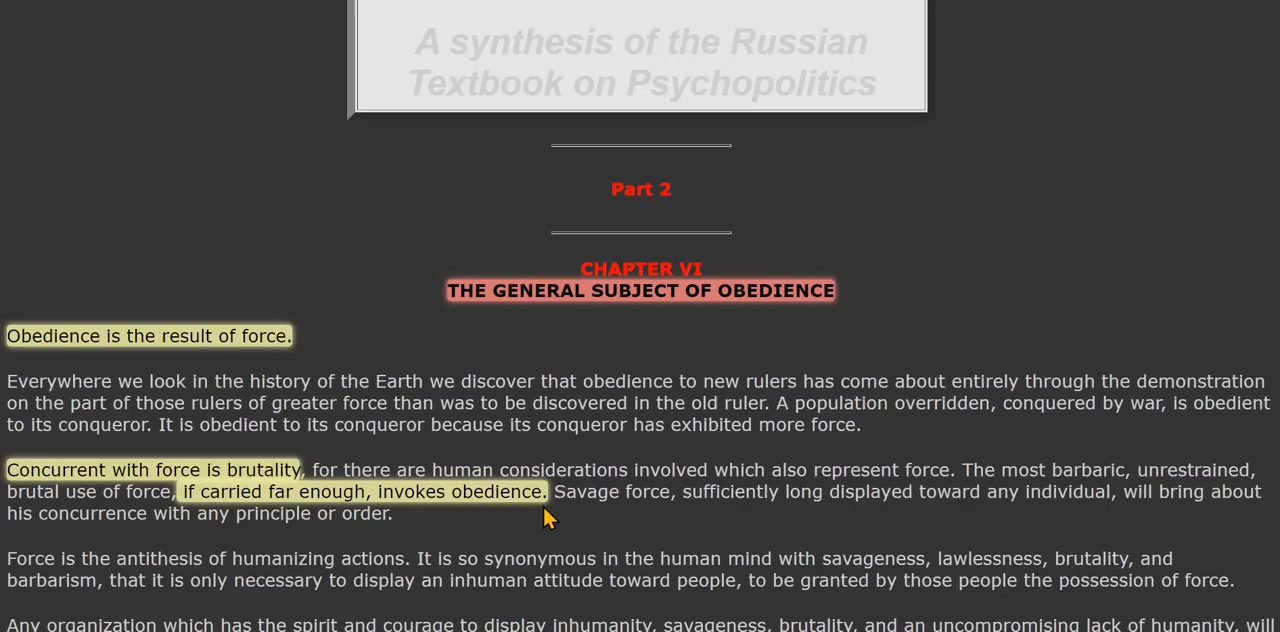 A synthesis of the Russian
Textbook on Psychopolitics
Part 2
CHAPTER VI
THE GENERAL SUBJECT OF OBEDIENCE
Obedience is the result of force.
Everywhere we look in the history of the Earth we discover that obedience to new rulers has come about entirely through the demonstration
on the part of those rulers of greater force than was to be discovered in the old ruler. A population overridden, conquered by war, is obedient
to its conqueror. It is obedient to its conqueror because its conqueror has exhibited more force.
Concurrent with force is brutality, for there are human considerations involved which also represent force. The most barbaric, unrestrained,
brutal use of force, if carried far enough, invokes obedience. Savage force, sufficiently long displayed toward any individual, will bring about
his concurrence with any principle or order.
Force is the antithesis of humanizing actions. It is so synonymous in the human mind with savageness, lawlessness, brutality, and
barbarism, that it is only necessary to display an inhuman attitude toward people, to be granted by those people the possession of force.
Any organization which has the spirit and courage to display inhumanity, savageness, brutality, and an uncompromising lack of humanity, will